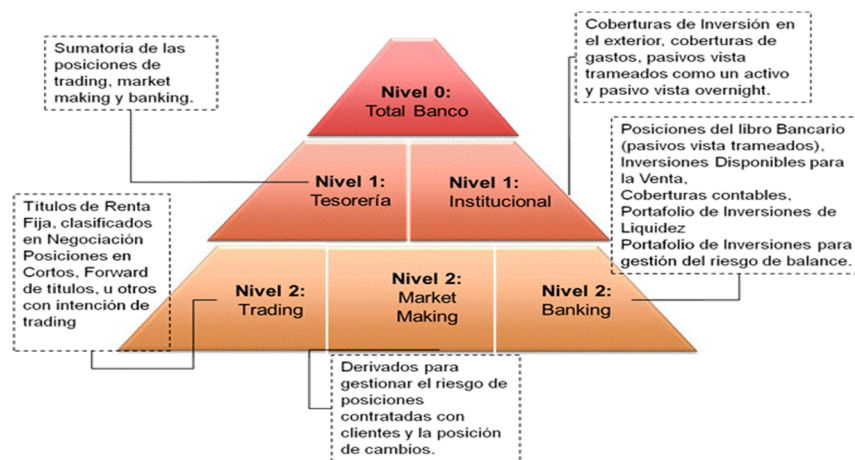 Sumatoria de las
posiciones de
trading, market
making y banking.
Coberturas de Inversión en
el exterior, coberturas de
gastos, pasivos vista
trameados como un activo
y pasivo vista overnight.
Nivel 0:
Total Banco
Nivel 1:
Tesorería
Nivel 1:
Institucional
Posiciones del libro Bancario
(pasivos vista trameados),
Inversiones Disponibles para
la Venta,
Coberturas contables,
Portafolio de Inversiones de
Liquidez
Portafolio de Inversiones para
gestión del riesgo de balance.
Títulos de Renta
Fija, clasificados
en Negociación
Posiciones en
Cortos, Forward
de títulos, u otros
con intención de
trading
Nivel 2:
Trading
Nivel 2:
Market
Making
Nivel 2:
Banking
Derivados para
gestionar el riesgo de
posiciones
contratadas con
clientes y la posición
de cambios.